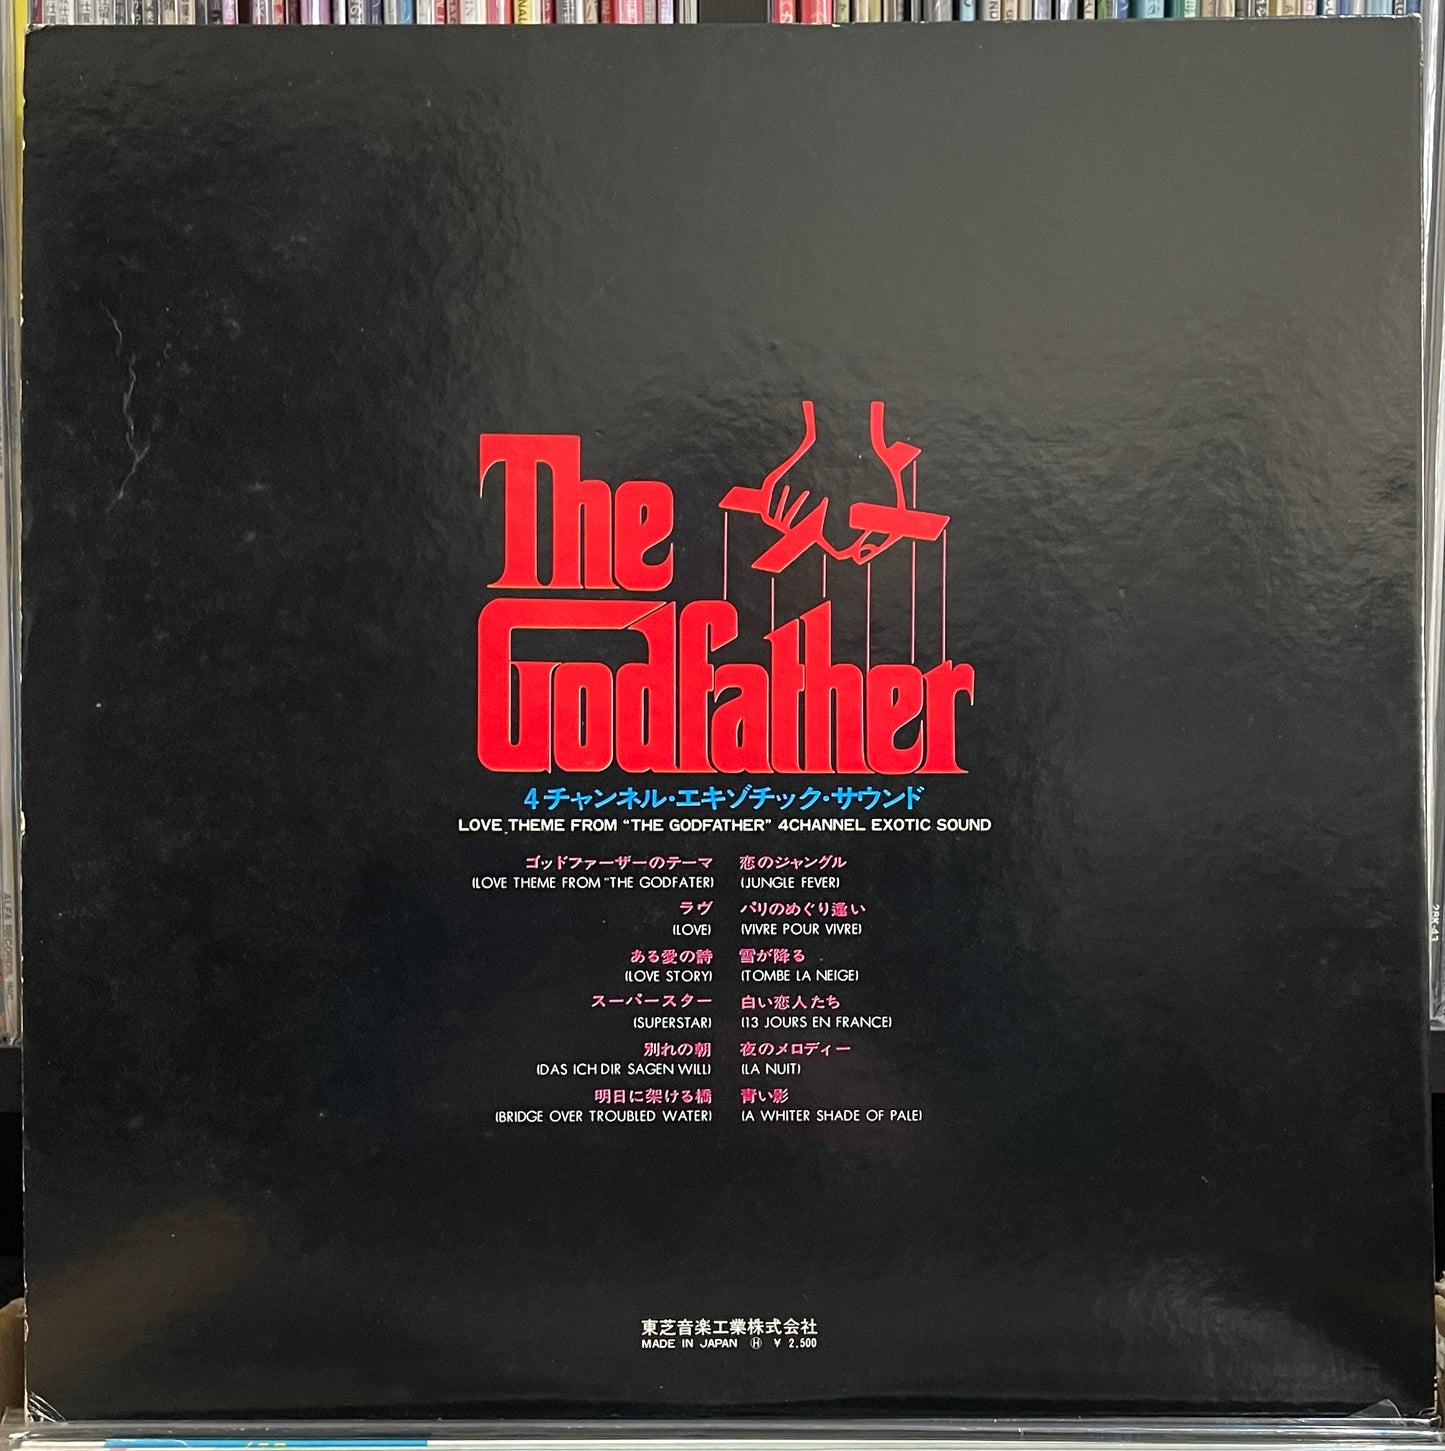 The
Godfather
4チャンネル・エキゾチック・サウンド
LOVE THEME FROM “THE GODFATHER” 4CHANNEL EXOTIC SOUND
ゴッドファーザーのテーマ
(LOVE THEME FROM “THE GODFATER)
ラヴ
(LOVE)
ある愛の詩
(LOVE STORY)
スーパースター
(SUPERSTAR)
別れの朝
(DAS ICH DIR SAGEN WILL)
明日に架ける橋
(BRIDGE OVER TROUBLED WATER)
恋のジャングル
(JUNGLE FEVER)
パリのめぐり逢い
(VIVRE POUR VIVRE)
雪が降る
(TOMBE LA NEIGE)
白い恋人たち
(13 JOURS EN FRANCE)
夜のメロディー
(LA NUIT)
青い影
(A WHITER SHADE OF PALE)
東芝音楽工業株式会社
MADE IN JAPAN Ⓗ ¥ 2,500